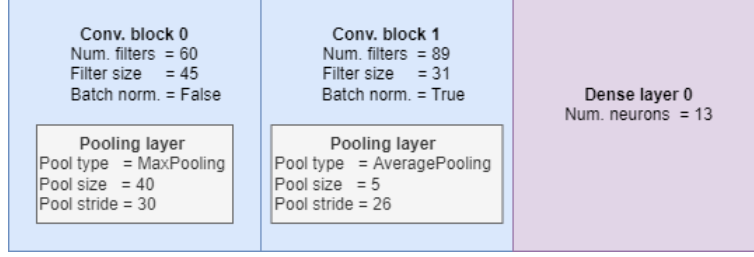 Conv. block 0
Num. filters = 60
Filter size = 45
Batch norm. = False
Pooling layer
Pool type = MaxPooling
Pool size = 40
Pool stride = 30
Conv. block 1
Num. filters = 89
Filter size = 31
Batch norm. = True
Pooling layer
Pool type = AveragePooling
Pool size = 5
Pool stride = 26
Dense layer 0
Num. neurons = 13